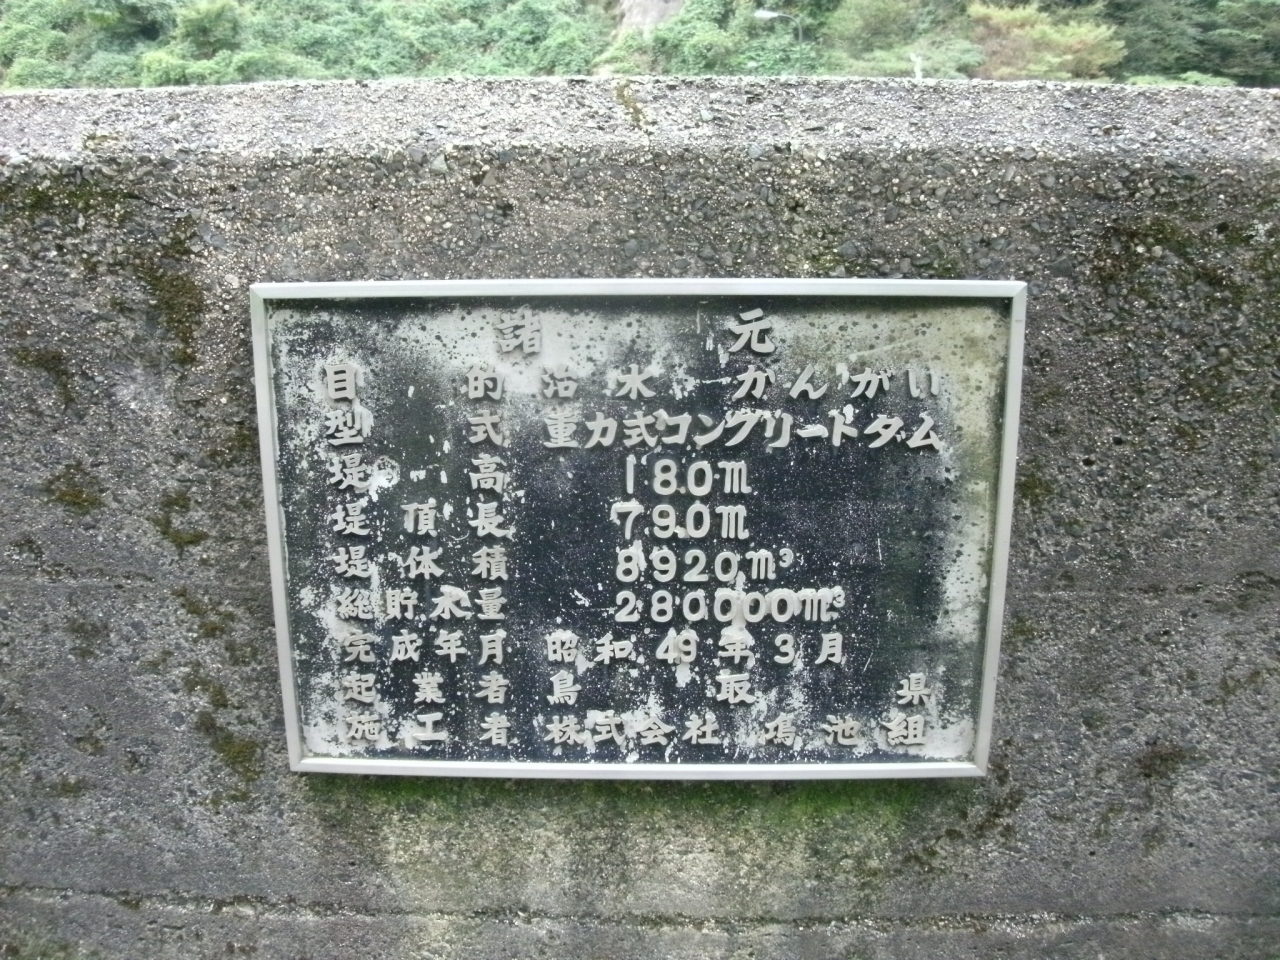 諸元
目的 治水 かんがい
型式 重力式コンクリートダム
堤高 18.0m
堤頂長 79.0m
堤体積 8920m³
総貯水量 280000m³
完成年月 昭和49年3月
起業者 鳥取県
施工者 株式会社 鴻池組